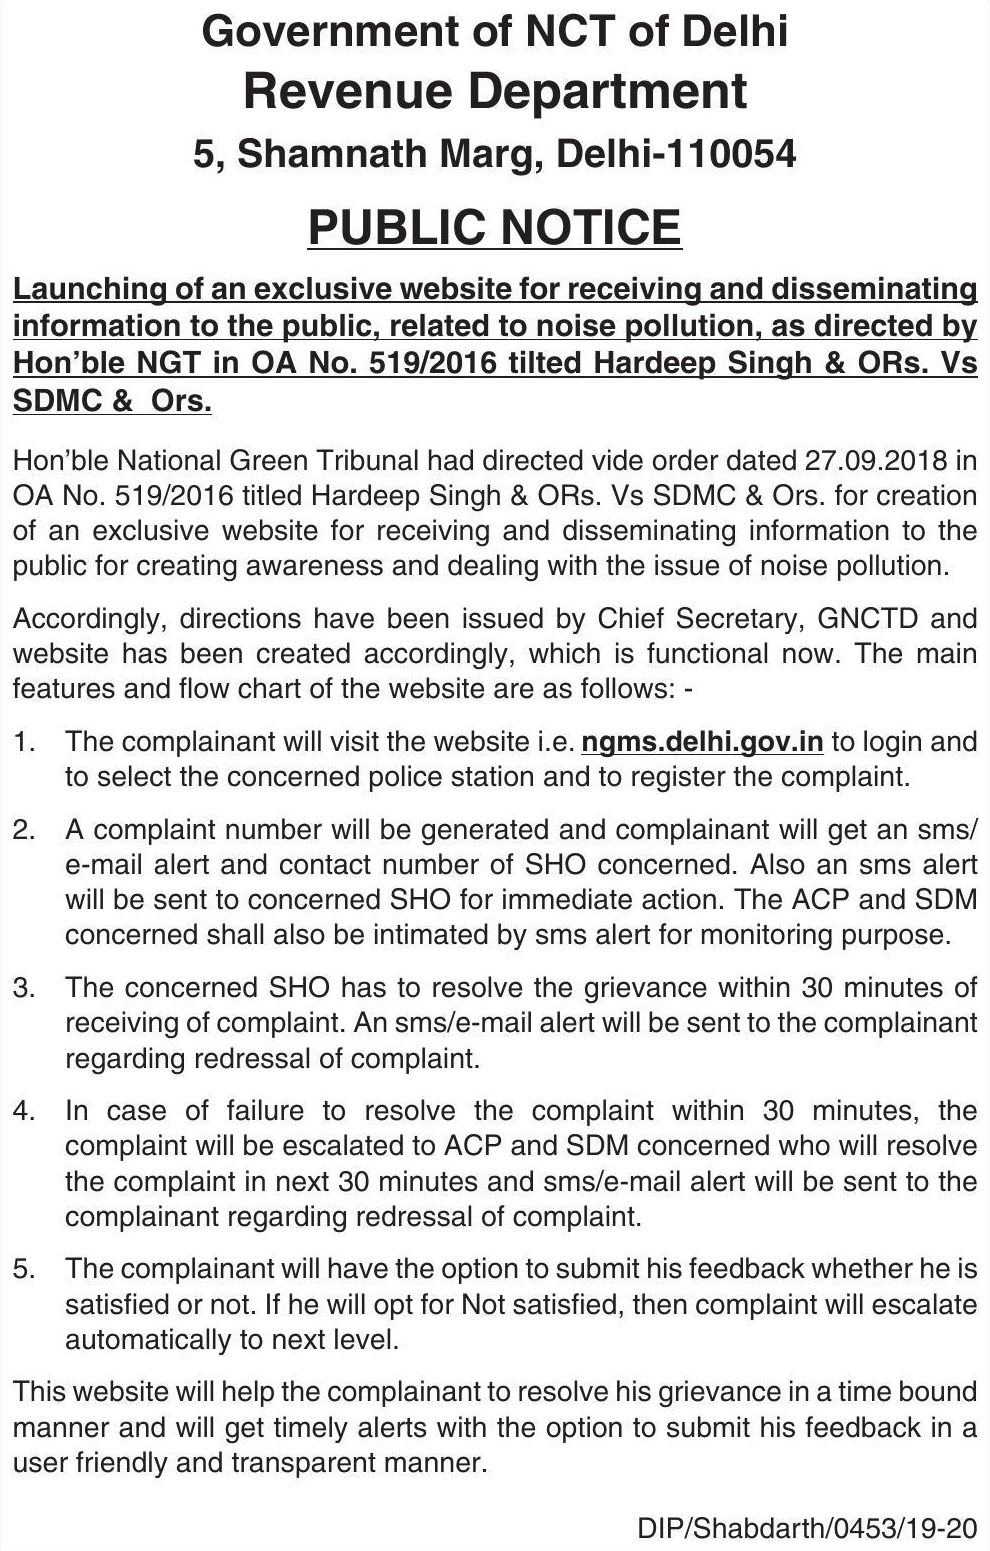 Government of NCT of Delhi
Revenue Department
5, Shamnath Marg, Delhi-110054
PUBLIC NOTICE
Launching of an exclusive website for receiving and disseminating
information to the public, related to noise pollution, as directed by
Hon’ble NGT in OA No. 519/2016 tilted Hardeep Singh & ORs. Vs
SDMC & Ors.
Hon’ble National Green Tribunal had directed vide order dated 27.09.2018 in
OA No. 519/2016 titled Hardeep Singh & ORs. Vs SDMC & Ors. for creation
of an exclusive website for receiving and disseminating information to the
public for creating awareness and dealing with the issue of noise pollution.
Accordingly, directions have been issued by Chief Secretary, GNCTD and
website has been created accordingly, which is functional now. The main
features and flow chart of the website are as follows: -
1. The complainant will visit the website i.e. ngms.delhi.gov.in to login and
to select the concerned police station and to register the complaint.
2. A complaint number will be generated and complainant will get an sms/
e-mail alert and contact number of SHO concerned. Also an sms alert
will be sent to concerned SHO for immediate action. The ACP and SDM
concerned shall also be intimated by sms alert for monitoring purpose.
3. The concerned SHO has to resolve the grievance within 30 minutes of
receiving of complaint. An sms/e-mail alert will be sent to the complainant
regarding redressal of complaint.
4. In case of failure to resolve the complaint within 30 minutes, the
complaint will be escalated to ACP and SDM concerned who will resolve
the complaint in next 30 minutes and sms/e-mail alert will be sent to the
complainant regarding redressal of complaint.
5. The complainant will have the option to submit his feedback whether he is
satisfied or not. If he will opt for Not satisfied, then complaint will escalate
automatically to next level.
This website will help the complainant to resolve his grievance in a time bound
manner and will get timely alerts with the option to submit his feedback in a
user friendly and transparent manner.
DIP/Shabdarth/0453/19-20